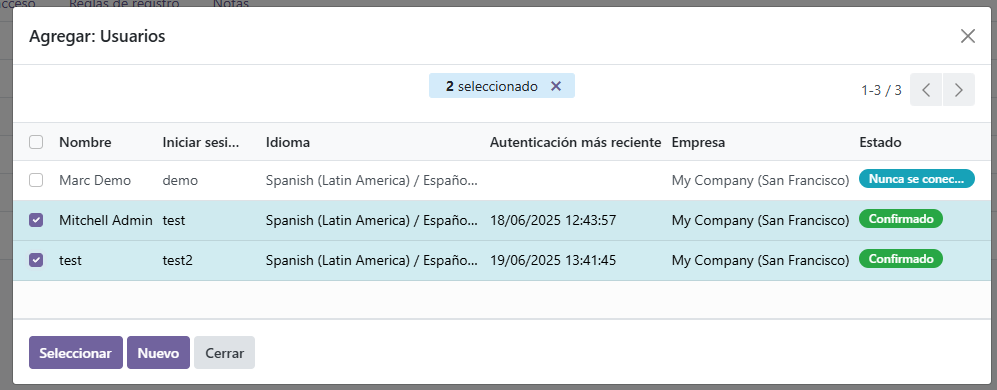 Reglas de registro Notas
Agregar: Usuarios
2 seleccionado
1-3 / 3
Nombre Iniciar sesi... Idioma Autenticación más reciente Empresa Estado
Marc Demo demo Spanish (Latin America) / Españo... My Company (San Francisco) Nunca se conec...
Mitchell Admin test Spanish (Latin America) / Españo... 18/06/2025 12:43:57 My Company (San Francisco) Confirmado
test test2 Spanish (Latin America) / Españo... 19/06/2025 13:41:45 My Company (San Francisco) Confirmado
Seleccionar Nuevo Cerrar